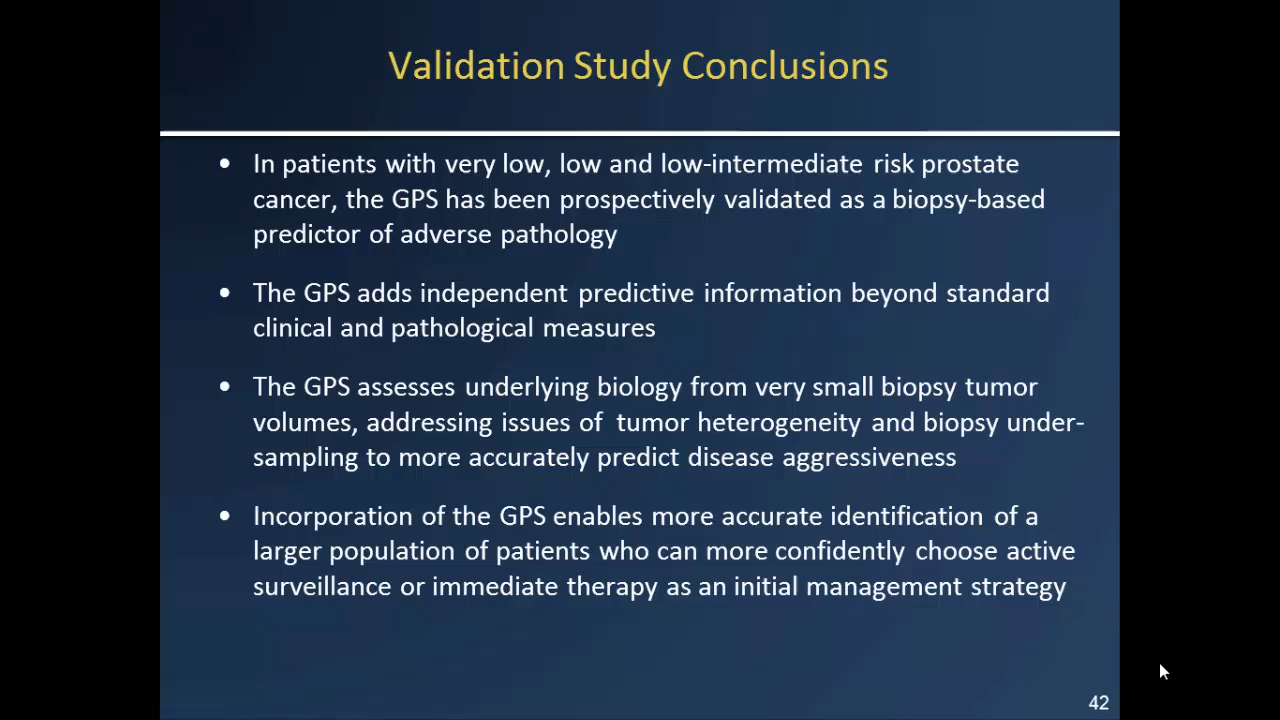 Validation Study Conclusions
• In patients with very low, low and low-intermediate risk prostate
cancer, the GPS has been prospectively validated as a biopsy-based
predictor of adverse pathology
• The GPS adds independent predictive information beyond standard
clinical and pathological measures
• The GPS assesses underlying biology from very small biopsy tumor
volumes, addressing issues of tumor heterogeneity and biopsy under-
sampling to more accurately predict disease aggressiveness
• Incorporation of the GPS enables more accurate identification of a
larger population of patients who can more confidently choose active
surveillance or immediate therapy as an initial management strategy
42